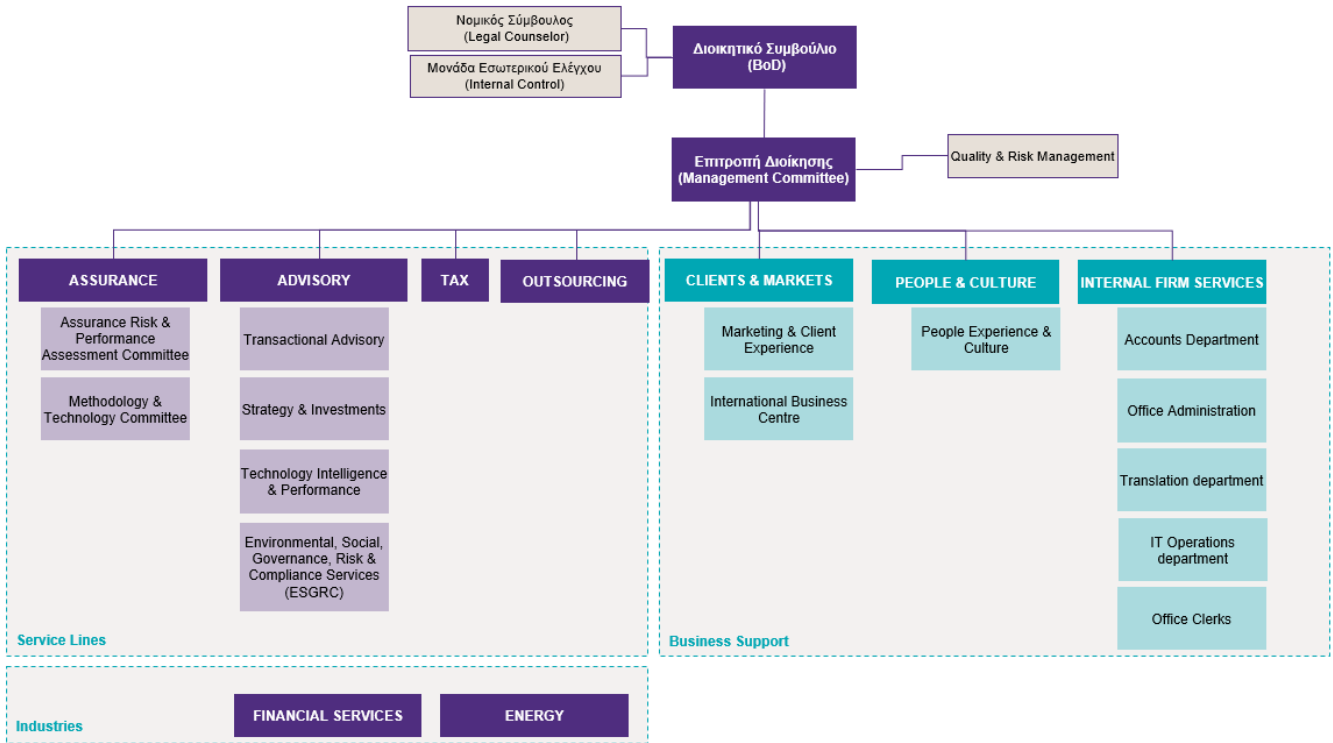 Νομικός Σύμβουλος
(Legal Counselor)
Μονάδα Εσωτερικού Ελέγχου
(Internal Control)
Διοικητικό Συμβούλιο
(BoD)
Επιτροπή Διοίκησης
(Management Committee)
Quality & Risk Management
ASSURANCE
ADVISORY
TAX
OUTSOURCING
CLIENTS & MARKETS
PEOPLE & CULTURE
INTERNAL FIRM SERVICES
Assurance Risk &
Performance
Assessment Committee
Methodology &
Technology Committee
Transactional Advisory
Strategy & Investments
Technology Intelligence
& Performance
Environmental, Social,
Governance, Risk &
Compliance Services
(ESGRC)
Marketing & Client
Experience
International Business
Centre
People Experience &
Culture
Accounts Department
Office Administration
Translation department
IT Operations
department
Office Clerks
Service Lines
Business Support
FINANCIAL SERVICES
ENERGY
Industries